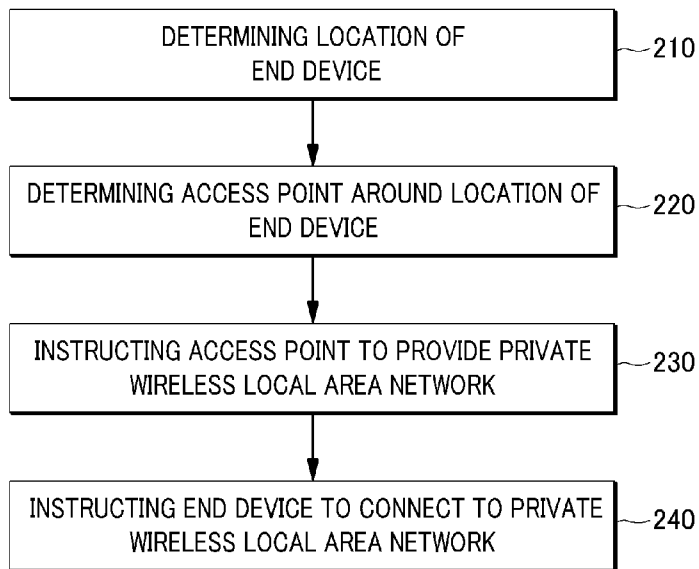 DETERMINING LOCATION OF
END DEVICE
210
DETERMINING ACCESS POINT AROUND LOCATION OF
END DEVICE
220
INSTRUCTING ACCESS POINT TO PROVIDE PRIVATE
WIRELESS LOCAL AREA NETWORK
230
INSTRUCTING END DEVICE TO CONNECT TO PRIVATE
WIRELESS LOCAL AREA NETWORK
240